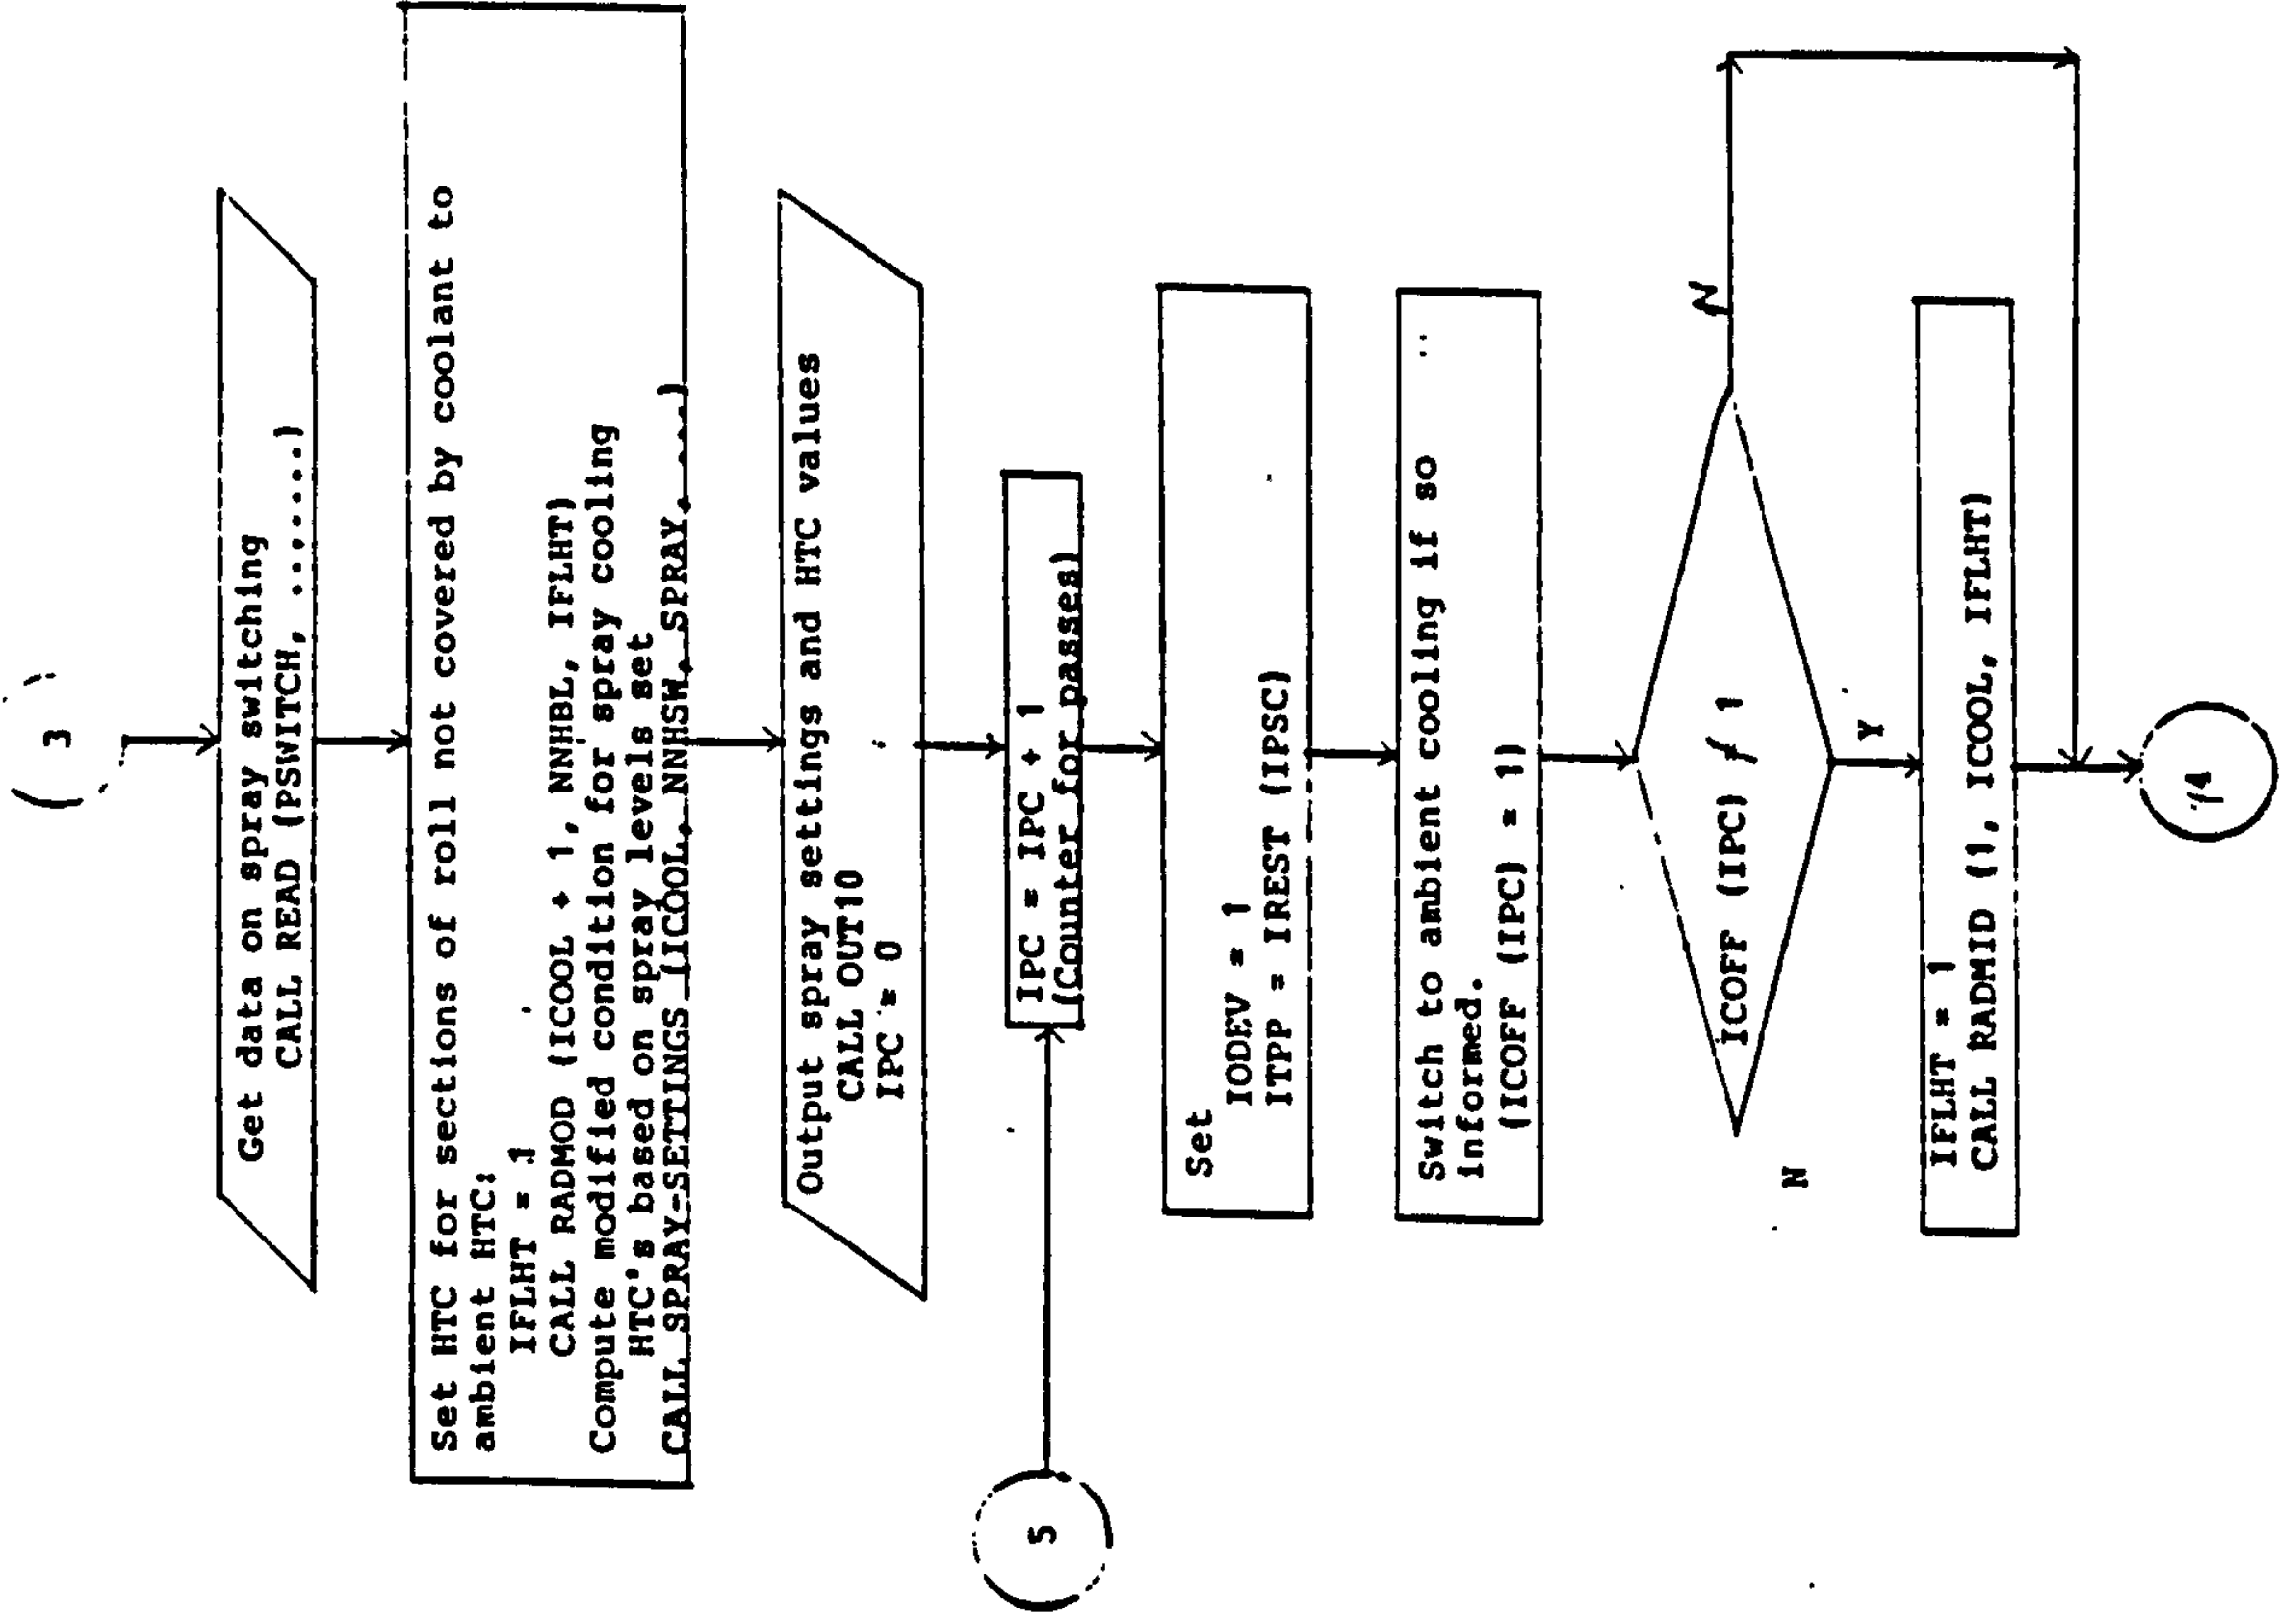 3
Get data on spray switching
CALL READ (PSWITCH, .......)
Set HTC for sections of roll not covered by coolant to
ambient HTC:
IFLHT = 1
CALL RADMOD (ICOOL + 1, NNHBL, IFLHT)
Compute modified condition for spray cooling
HTC's based on spray levels set
CALL SPRAY-SETTINGS (ICOOL, NNHSW, SPRAY, ....)
Output spray settings and HTC values
CALL OUT10
IPC = 0
5
IPC = IPC + 1
(Counter for passes)
Set
IODEV = 1
ITPP = IREST (IPSC)
Switch to ambient cooling if so
informed.
(ICOFF (IPC) = 1)
ICOFF (IPC) ≠ 1
N
N
Y
IFLHT = 1
CALL RADMID (1, ICOOL, IFLHT)
4